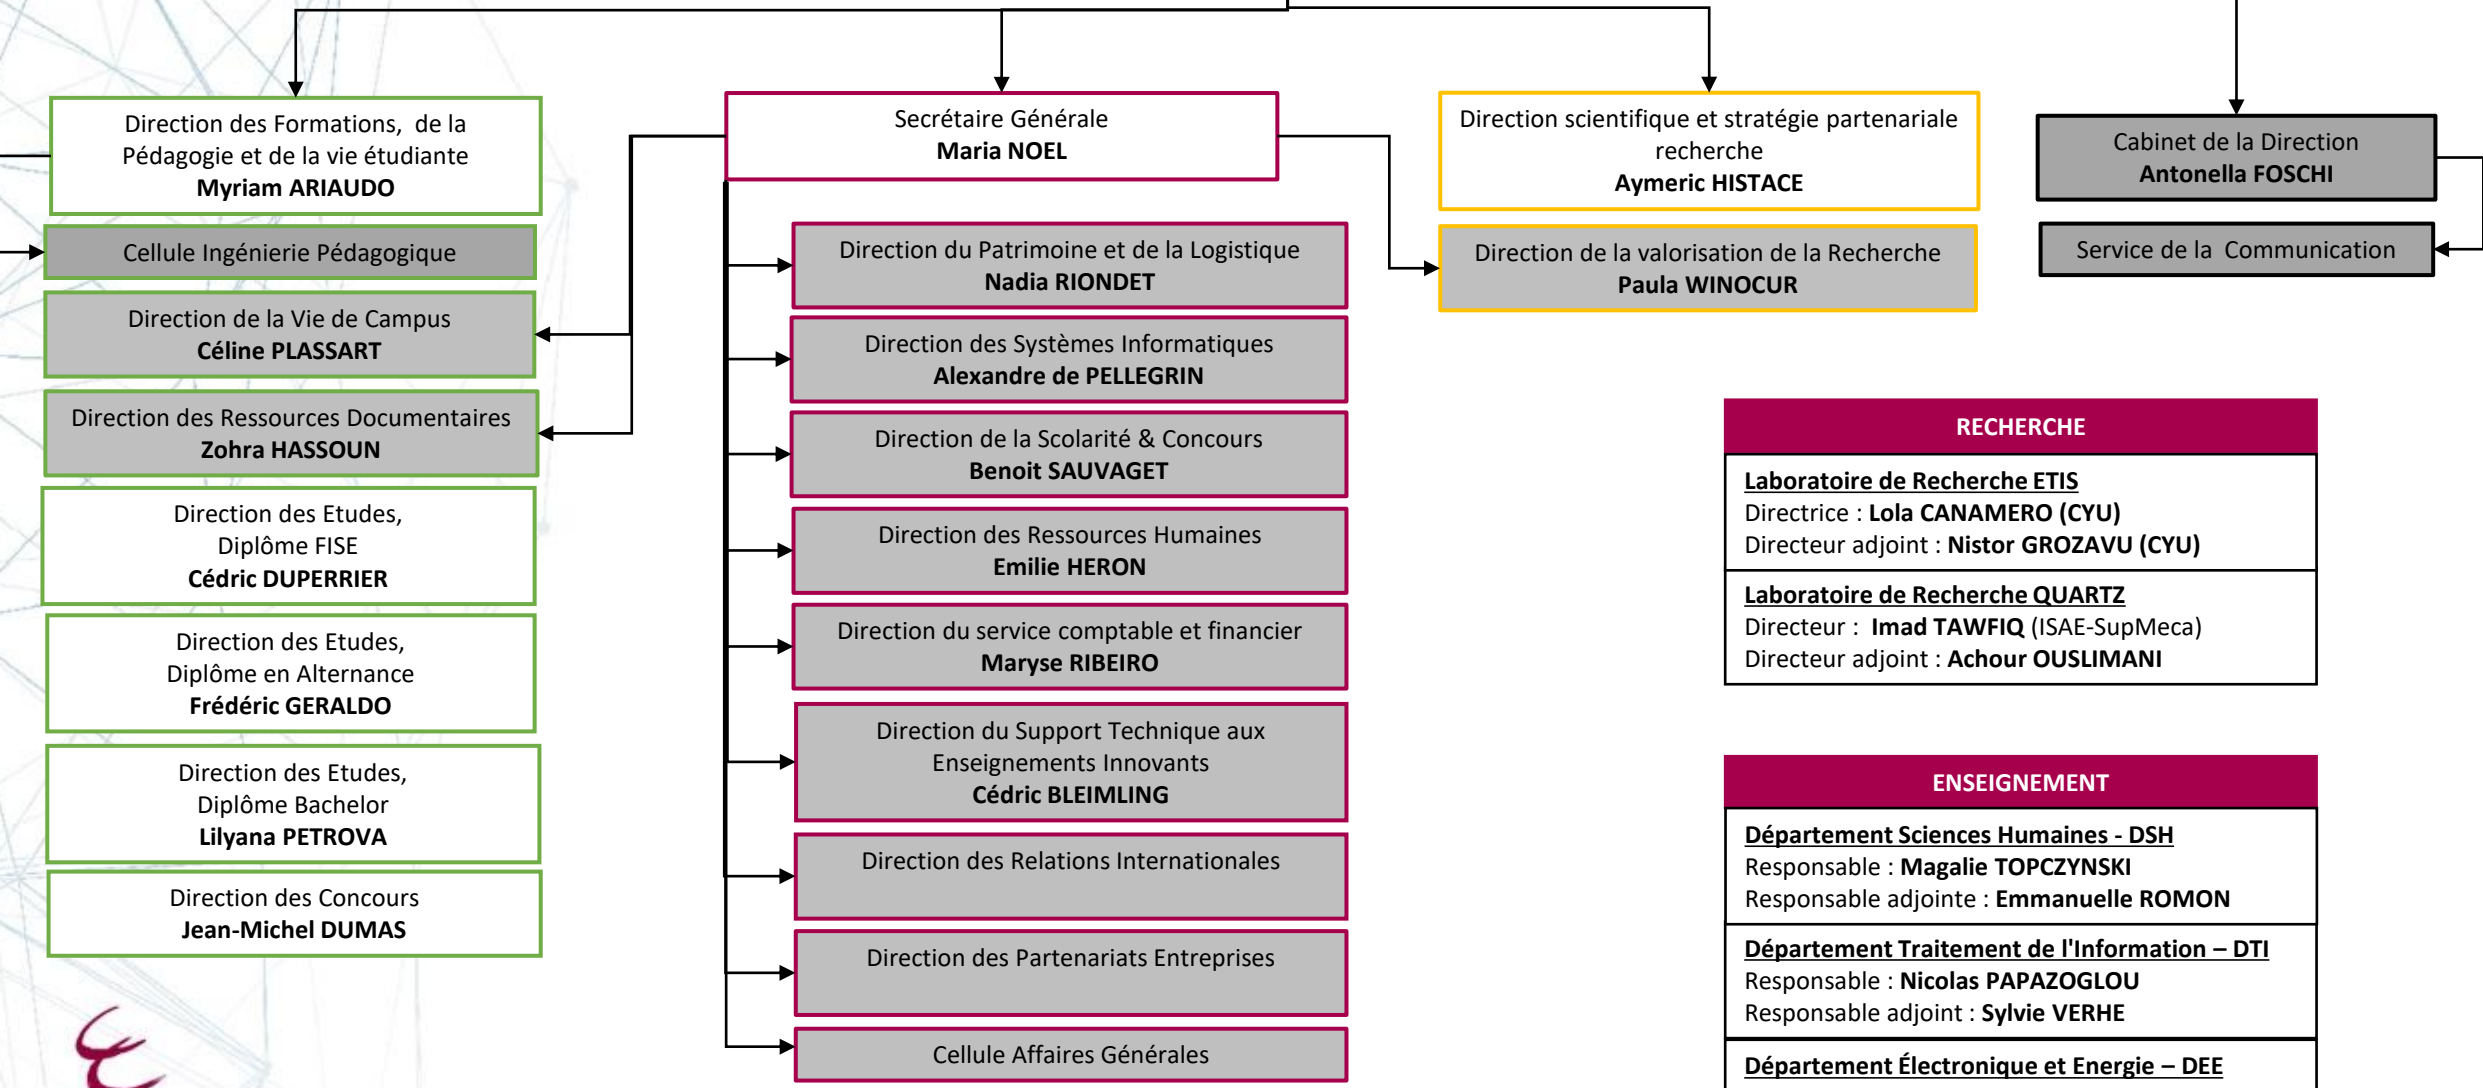 Direction des Formations, de la
Pédagogie et de la vie étudiante
Myriam ARIAUDO
Cellule Ingénierie Pédagogique
Direction de la Vie de Campus
Céline PLASSART
Direction des Ressources Documentaires
Zohra HASSOUN
Direction des Etudes,
Diplôme FISE
Cédric DUPERRIER
Direction des Etudes,
Diplôme en Alternance
Frédéric GERALDO
Direction des Etudes,
Diplôme Bachelor
Lilyana PETROVA
Direction des Concours
Jean-Michel DUMAS
Secrétaire Générale
Maria NOEL
Direction du Patrimoine et de la Logistique
Nadia RIONDET
Direction des Systèmes Informatiques
Alexandre de PELLEGRIN
Direction de la Scolarité & Concours
Benoit SAUVAGET
Direction des Ressources Humaines
Emilie HERON
Direction du service comptable et financier
Maryse RIBEIRO
Direction du Support Technique aux
Enseignements Innovants
Cédric BLEIMLING
Direction des Relations Internationales
Direction des Partenariats Entreprises
Cellule Affaires Générales
Direction scientifique et stratégie partenariale
recherche
Aymeric HISTACE
Direction de la valorisation de la Recherche
Paula WINOCUR
Cabinet de la Direction
Antonella FOSCHI
Service de la Communication
RECHERCHE
Laboratoire de Recherche ETIS
Directrice : Lola CANAMERO (CYU)
Directeur adjoint : Nistor GROZAVU (CYU)
Laboratoire de Recherche QUARTZ
Directeur : Imad TAWFIQ (ISAE-SupMeca)
Directeur adjoint : Achour OUSLIMANI
ENSEIGNEMENT
Département Sciences Humaines - DSH
Responsable : Magalie TOPCZYNSKI
Responsable adjointe : Emmanuelle ROMON
Département Traitement de l'Information – DTI
Responsable : Nicolas PAPAZOGLOU
Responsable adjoint : Sylvie VERHE
Département Électronique et Energie – DEE